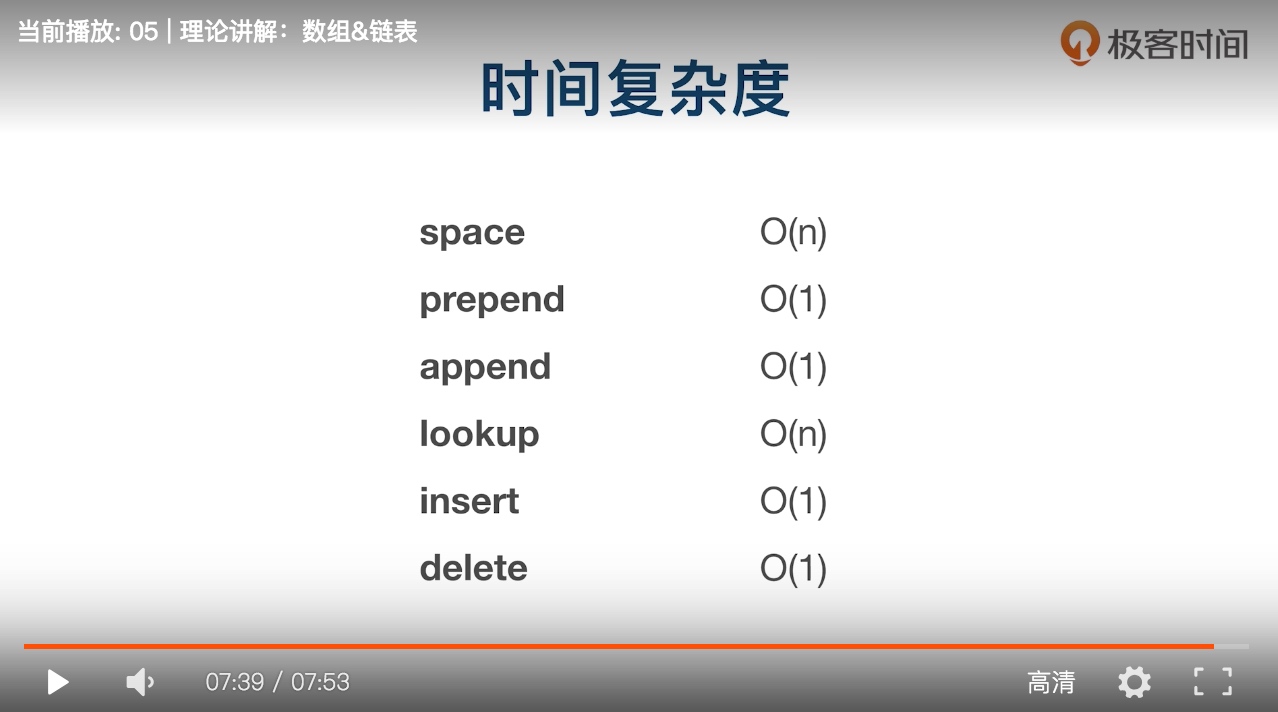 当前播放: 05 | 理论讲解：数组&链表
极客时间
时间复杂度
space O(n)
prepend O(1)
append O(1)
lookup O(n)
insert O(1)
delete O(1)
07:39 / 07:53 高清